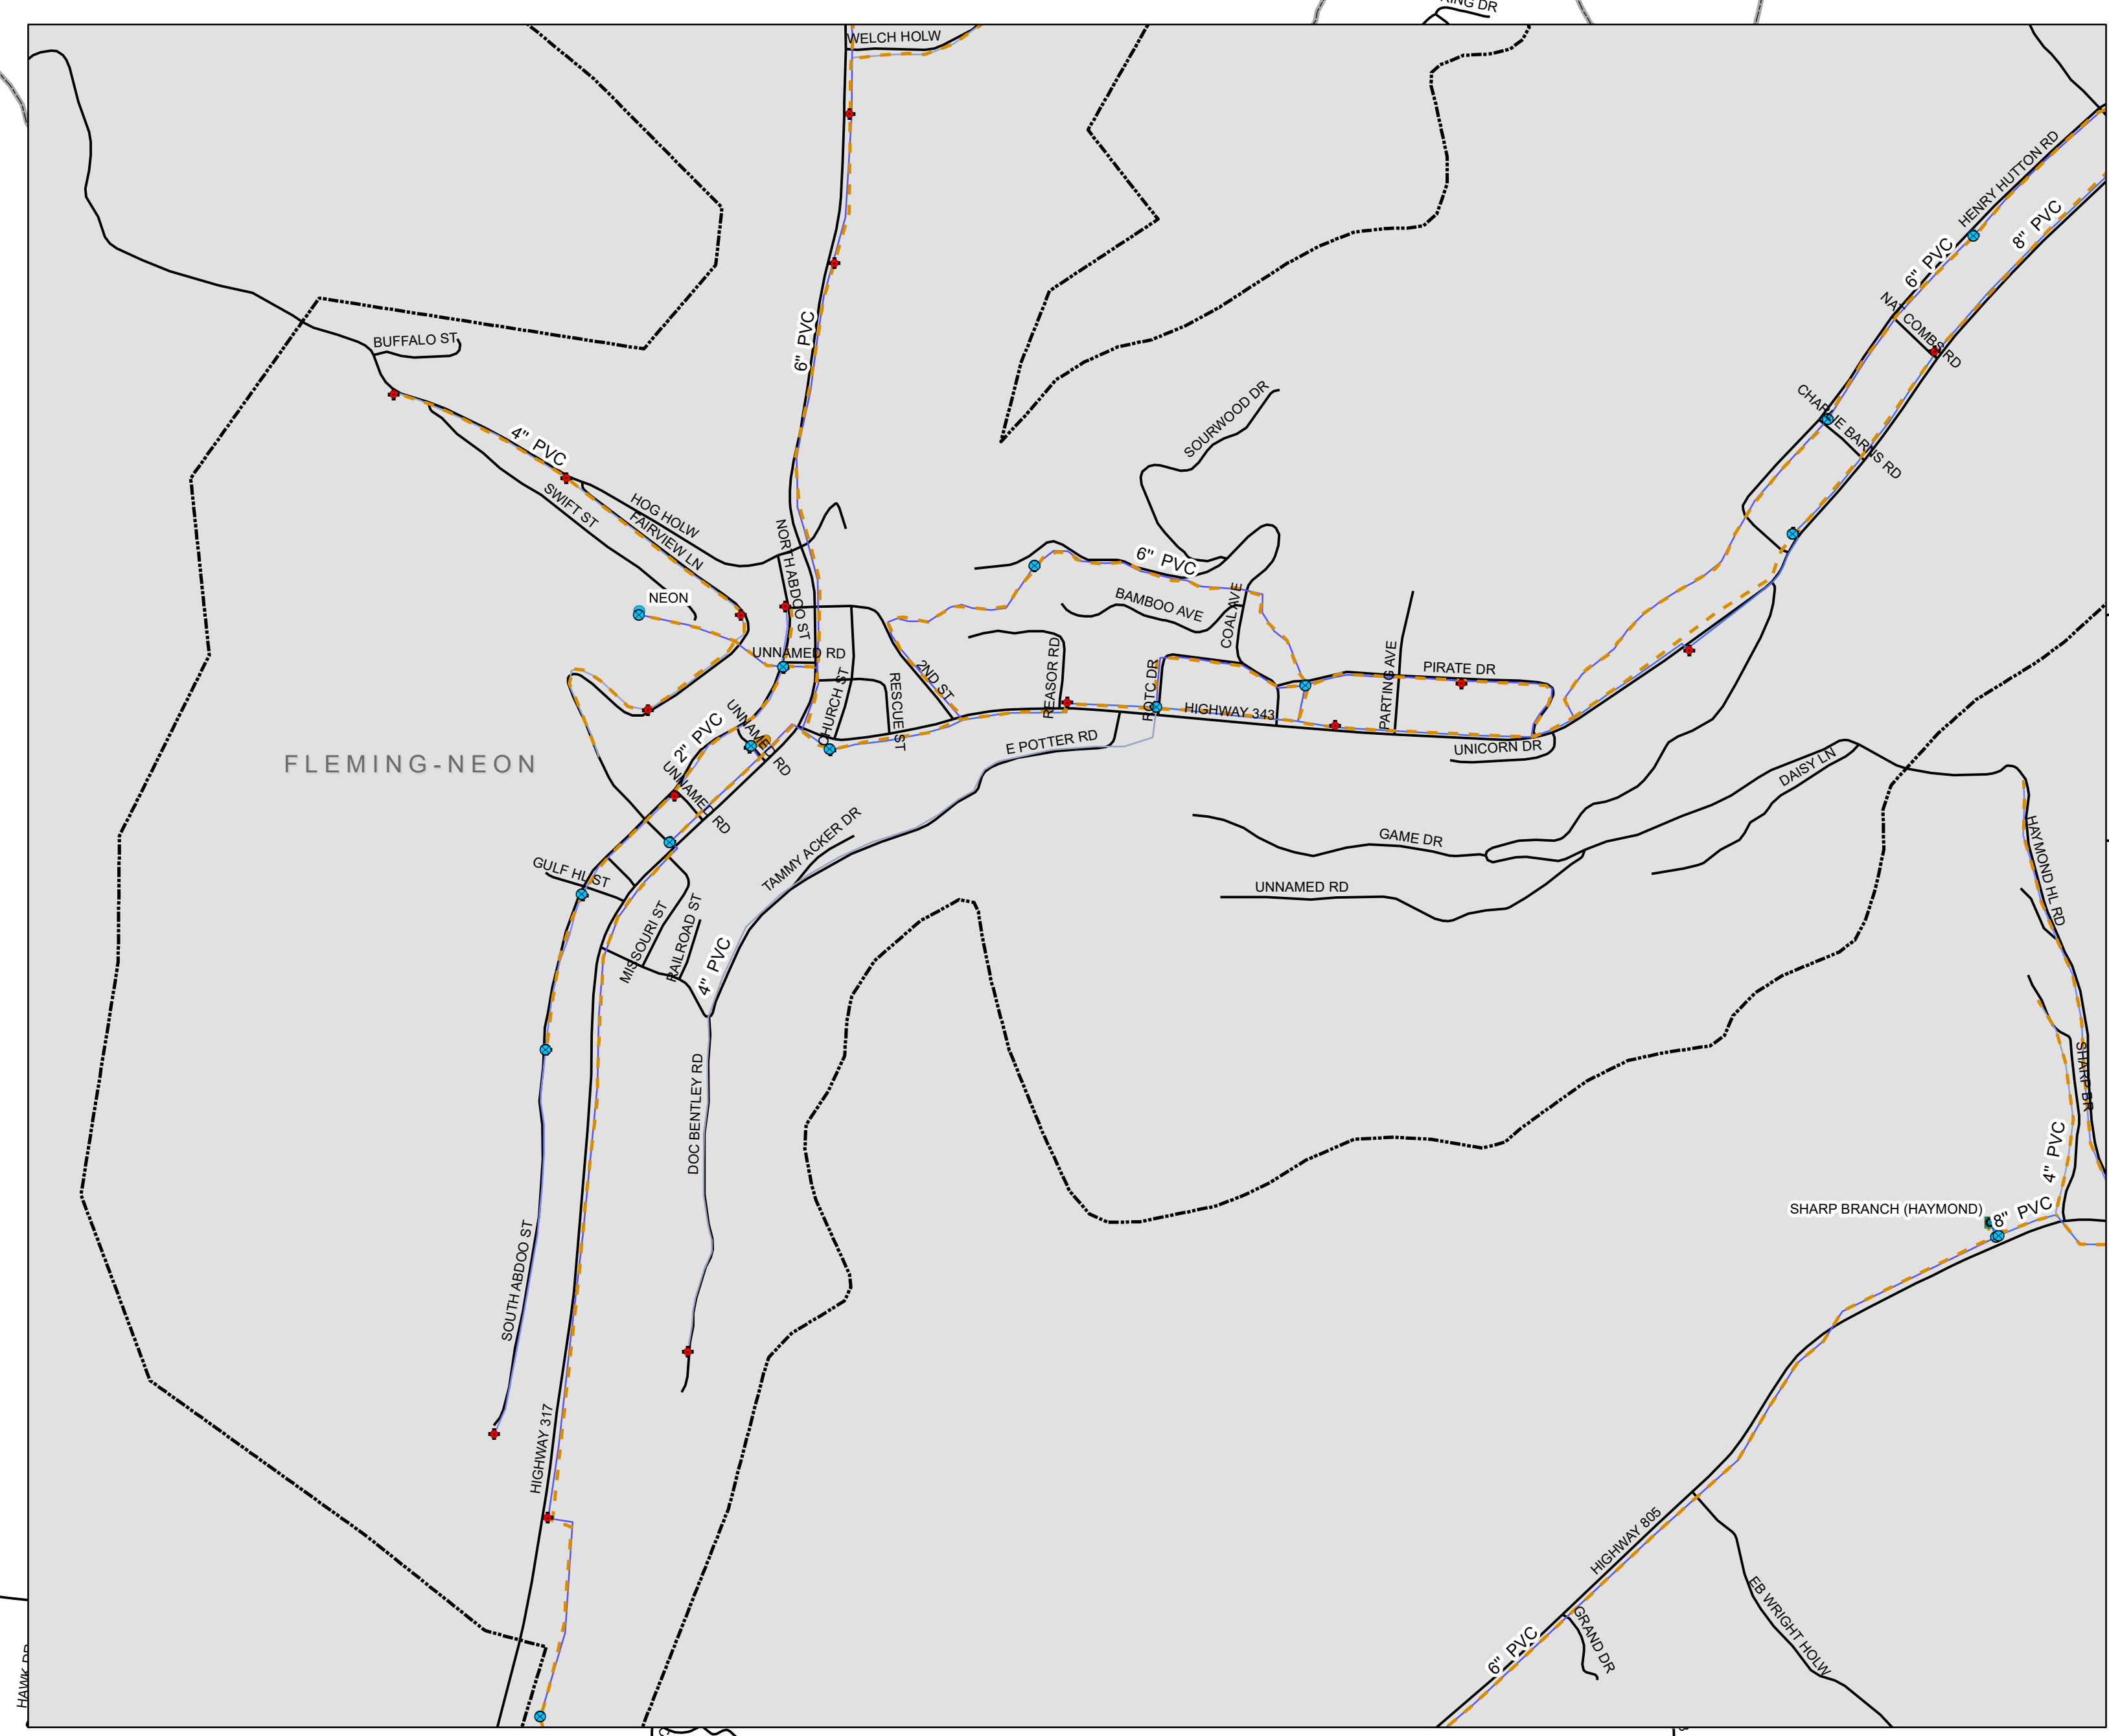 RING DR
WELCH HOLW
HENRY HUTTON RD
8" PVC
6" PVC
NAT COMBS RD
6" PVC
BUFFALO ST
CHARLIE BARNS RD
SOURWOOD DR
4" PVC
HOG HOLW
SWIFT ST
FAIRVIEW LN
NORTH ABDOO ST
6" PVC
NEON
BAMBOO AVE
COAL AVE
UNNAMED RD
2ND ST
REASOR RD
ROTC DR
PIRATE DR
PARTING AVE
CHURCH ST
RESCUE ST
HIGHWAY 343
2" PVC
UNNAMED RD
E POTTER RD
UNICORN DR
FLEMING-NEON
UNNAMED RD
DAISY LN
TAMMY ACKER DR
GAME DR
HAYMOND HL RD
GULF HL ST
UNNAMED RD
MISSOURI ST
RAILROAD ST
4" PVC
DOC BENTLEY RD
SHARP BR
4" PVC
SHARP BRANCH (HAYMOND)
8" PVC
SOUTH ABDOO ST
HIGHWAY 317
HIGHWAY 805
EB WRIGHT HOLW
GRAND DR
6" PVC
HAWK DR